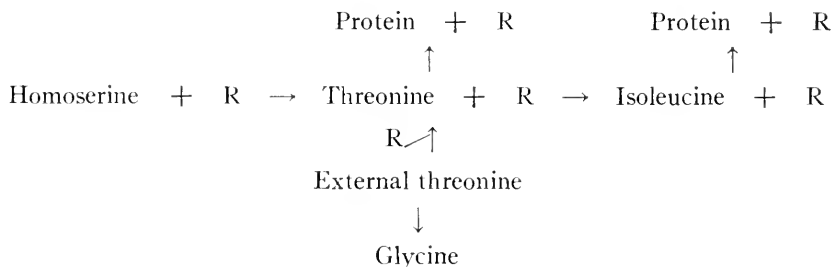 Protein + R Protein + R
Homoserine + R → Threonine + R → Isoleucine + R
R
External threonine
Glycine